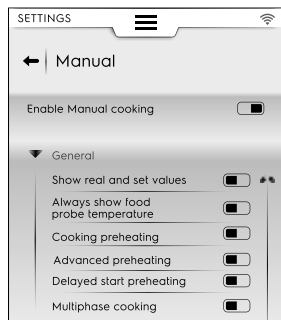 SETTINGS
Manual
Enable Manual cooking
General
Show real and set values
Always show food
probe temperature
Cooking preheating
Advanced preheating
Delayed start preheating
Multiphase cooking